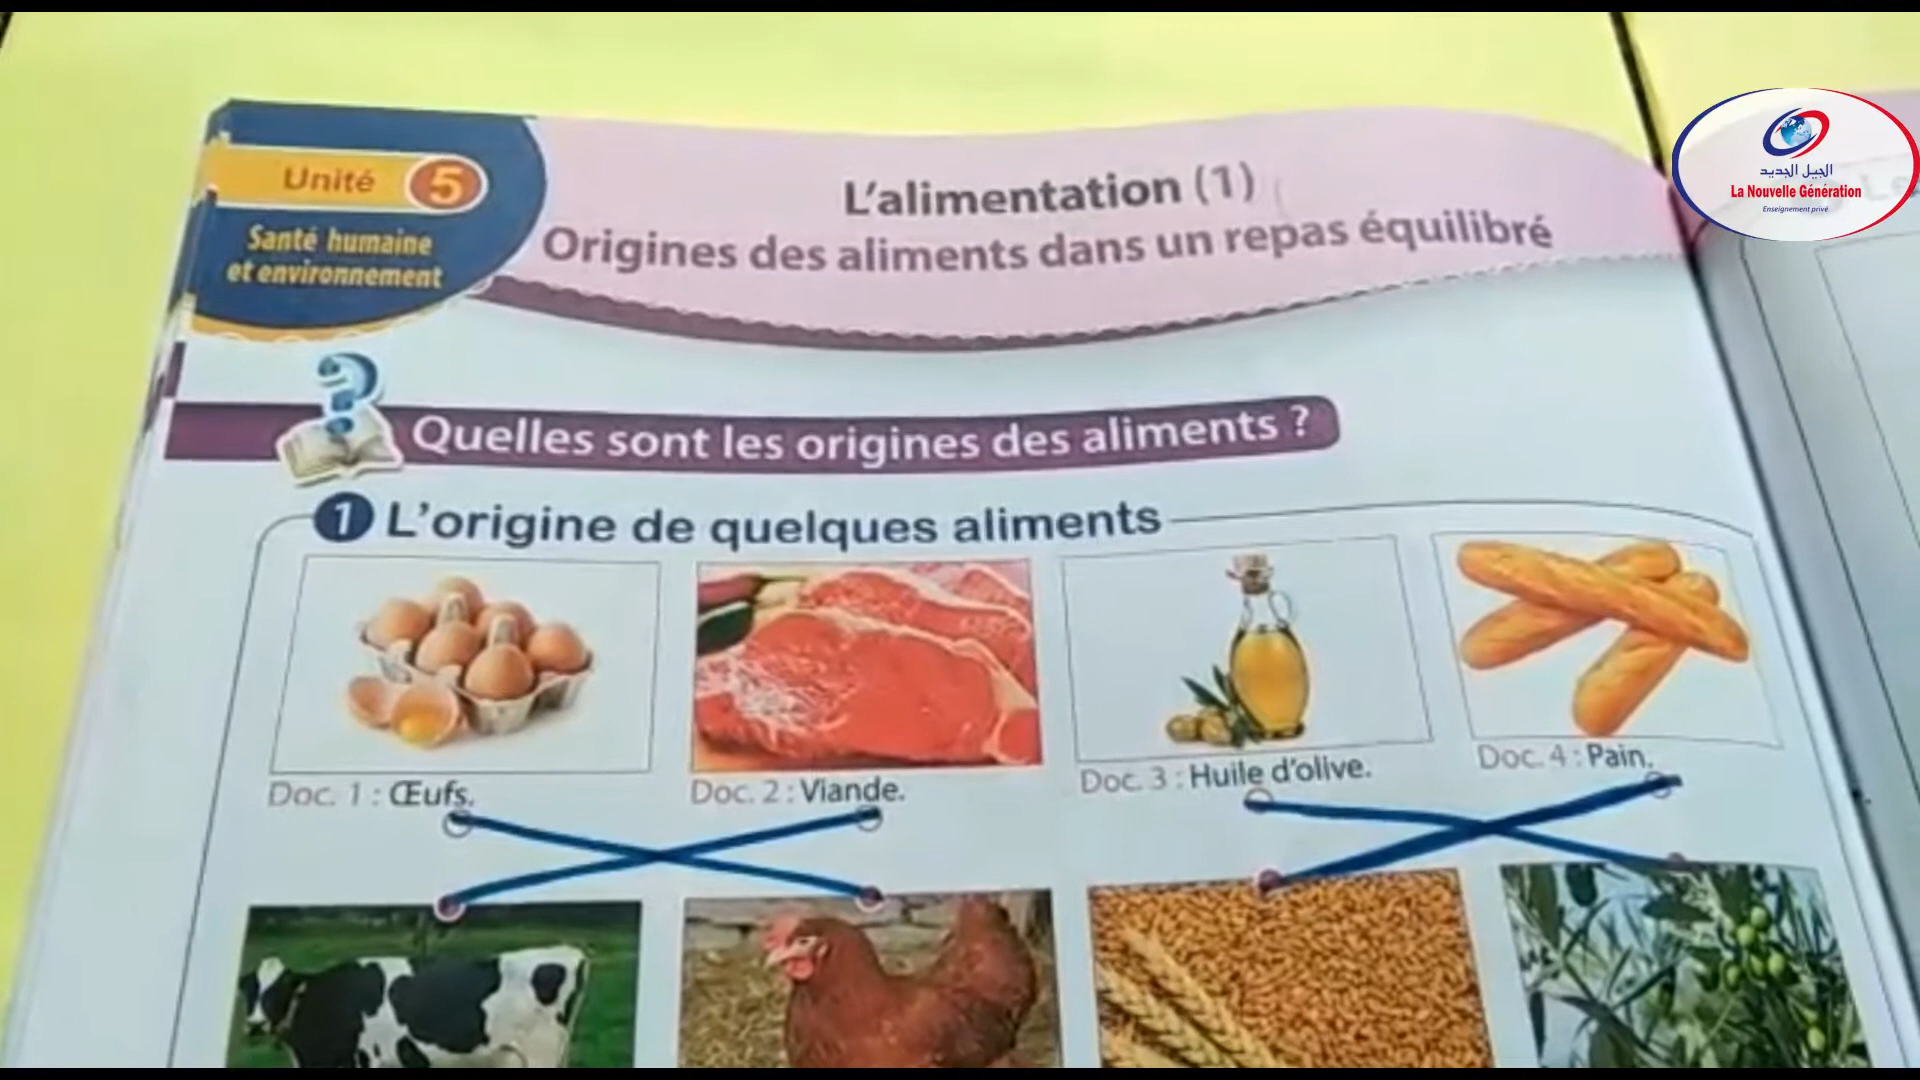 Unité 5
Santé humaine
et environnement
L'alimentation (1)
Origines des aliments dans un repas équilibré
الجيل الجديد
La Nouvelle Génération
Enseignement privé
Quelles sont les origines des aliments ?
1 L'origine de quelques aliments
Doc. 1 : Œufs.
Doc. 2 : Viande.
Doc. 3 : Huile d'olive.
Doc. 4 : Pain.